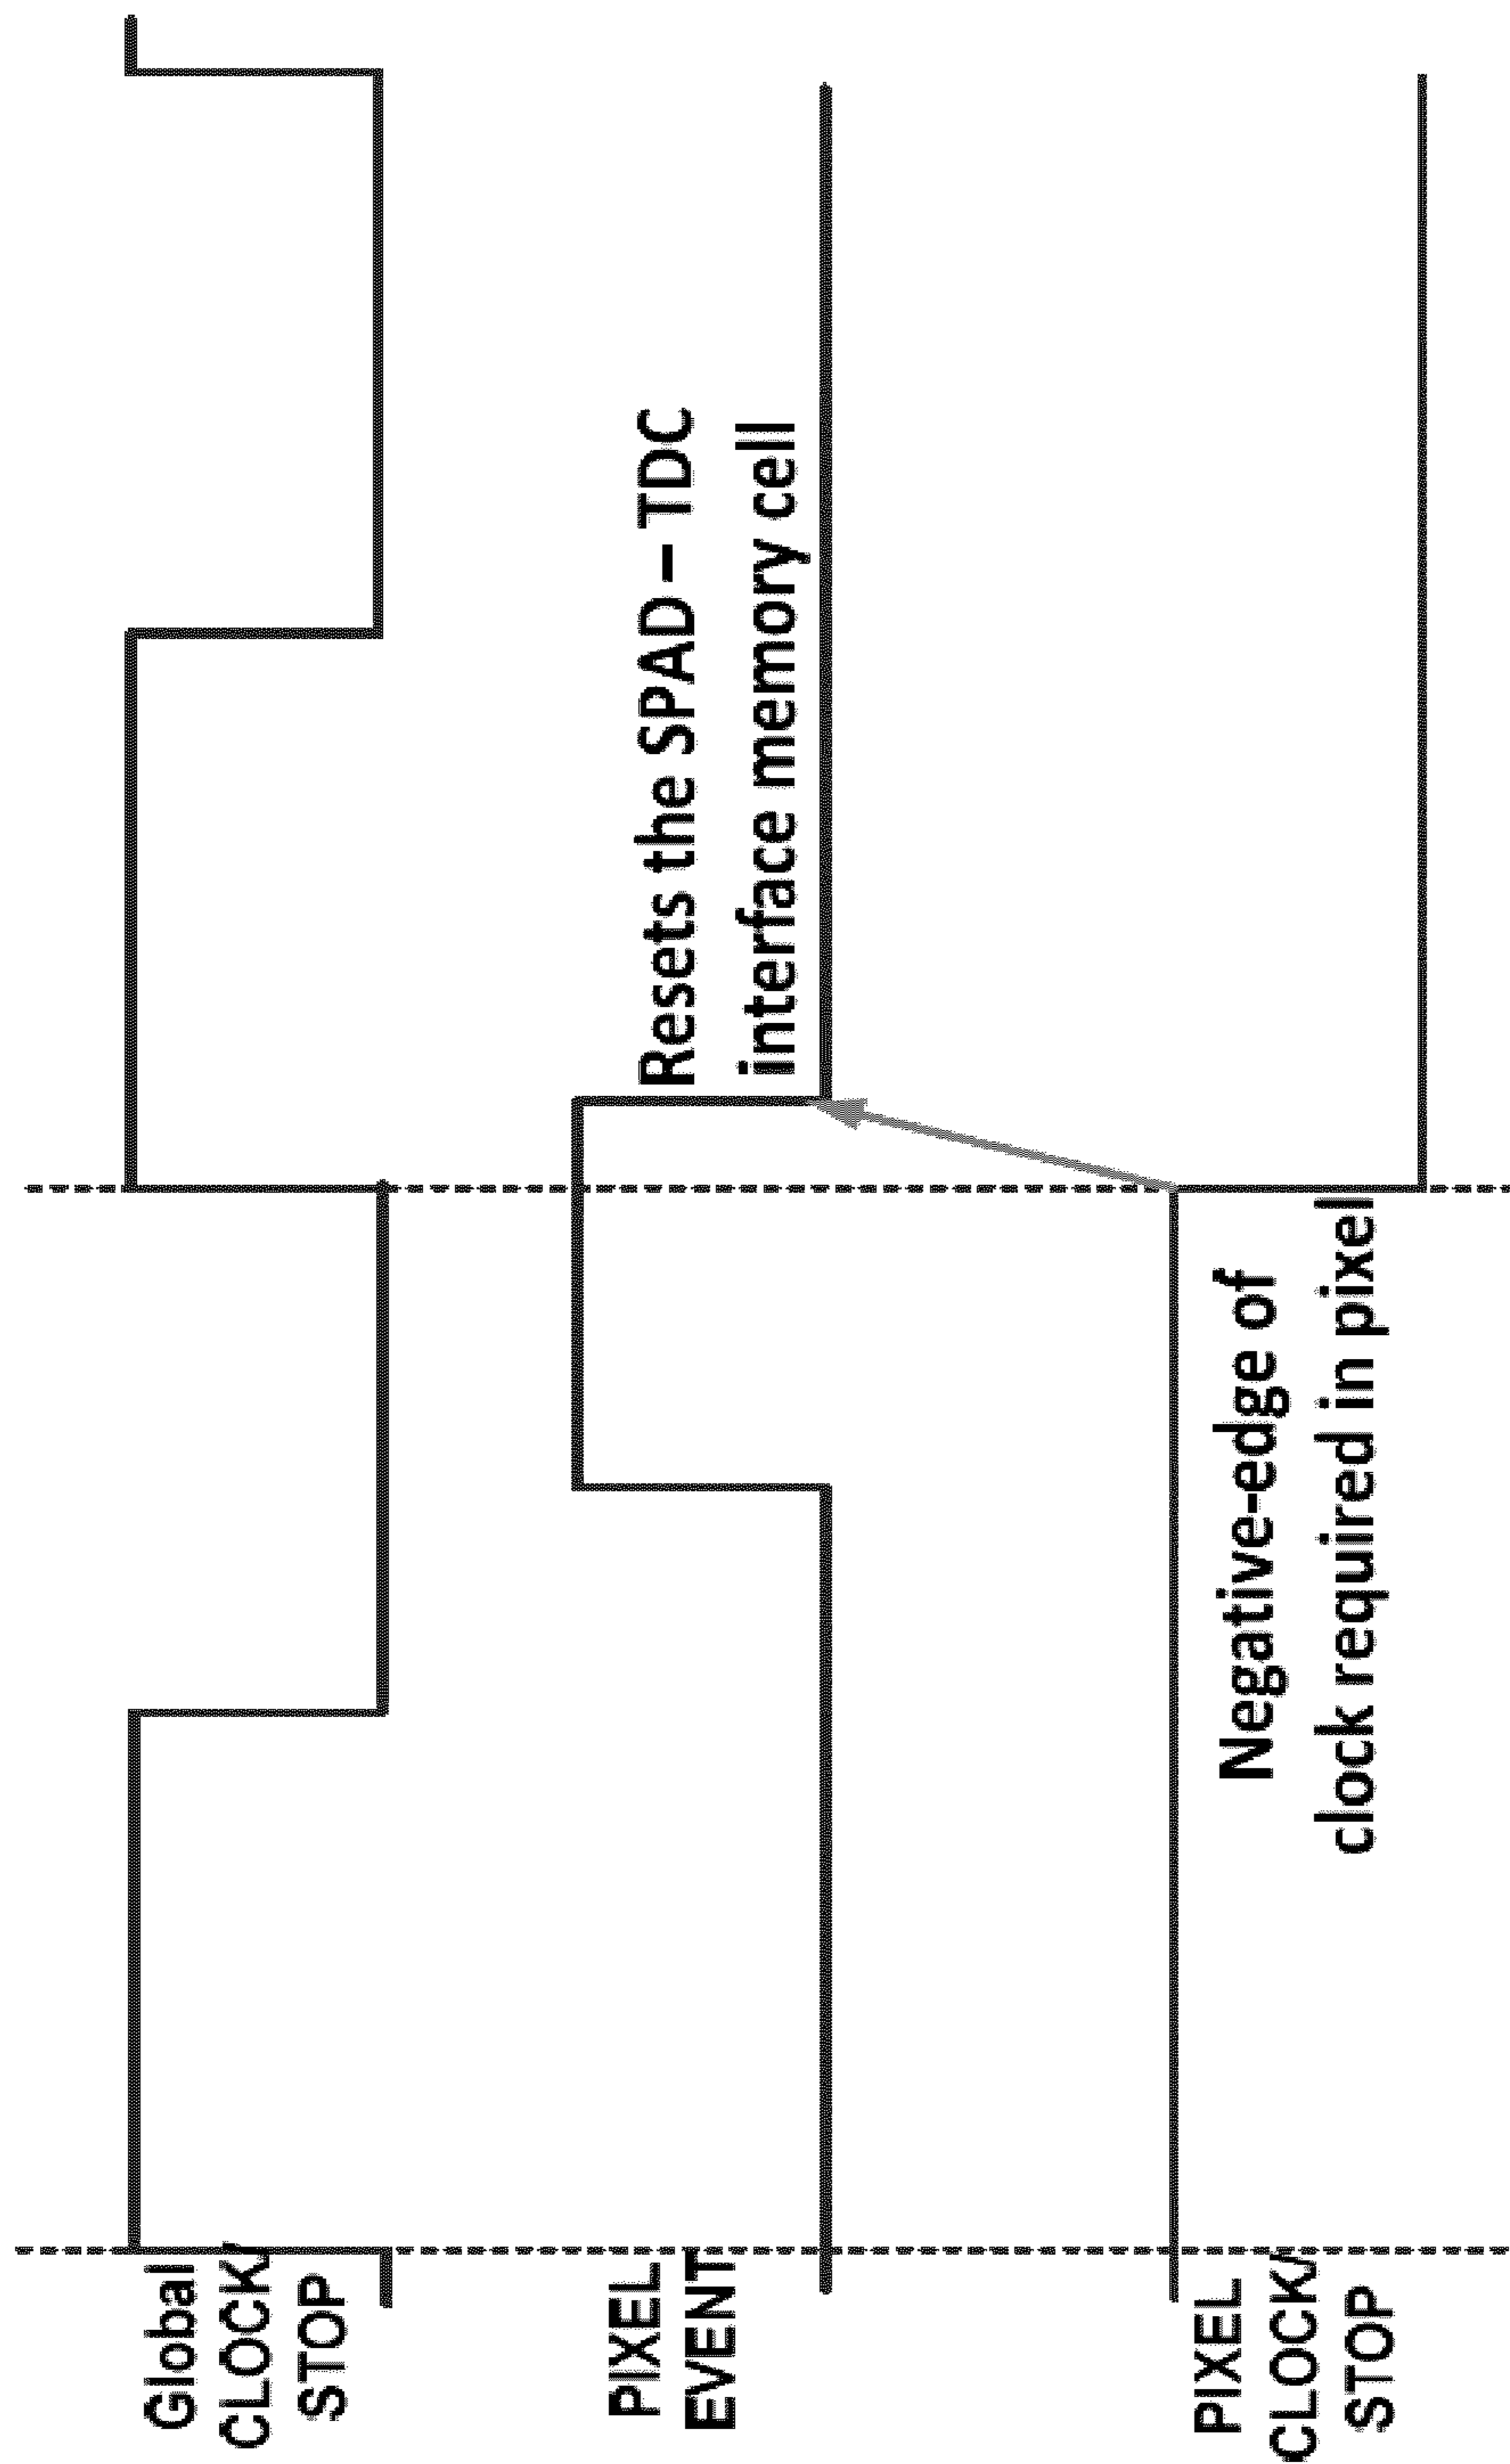 Global
CLOCK/
STOP
PIXEL
EVENT
Resets the SPAD – TDC
interface memory cell
PIXEL
CLOCK/
STOP
Negative-edge of
clock required in pixel